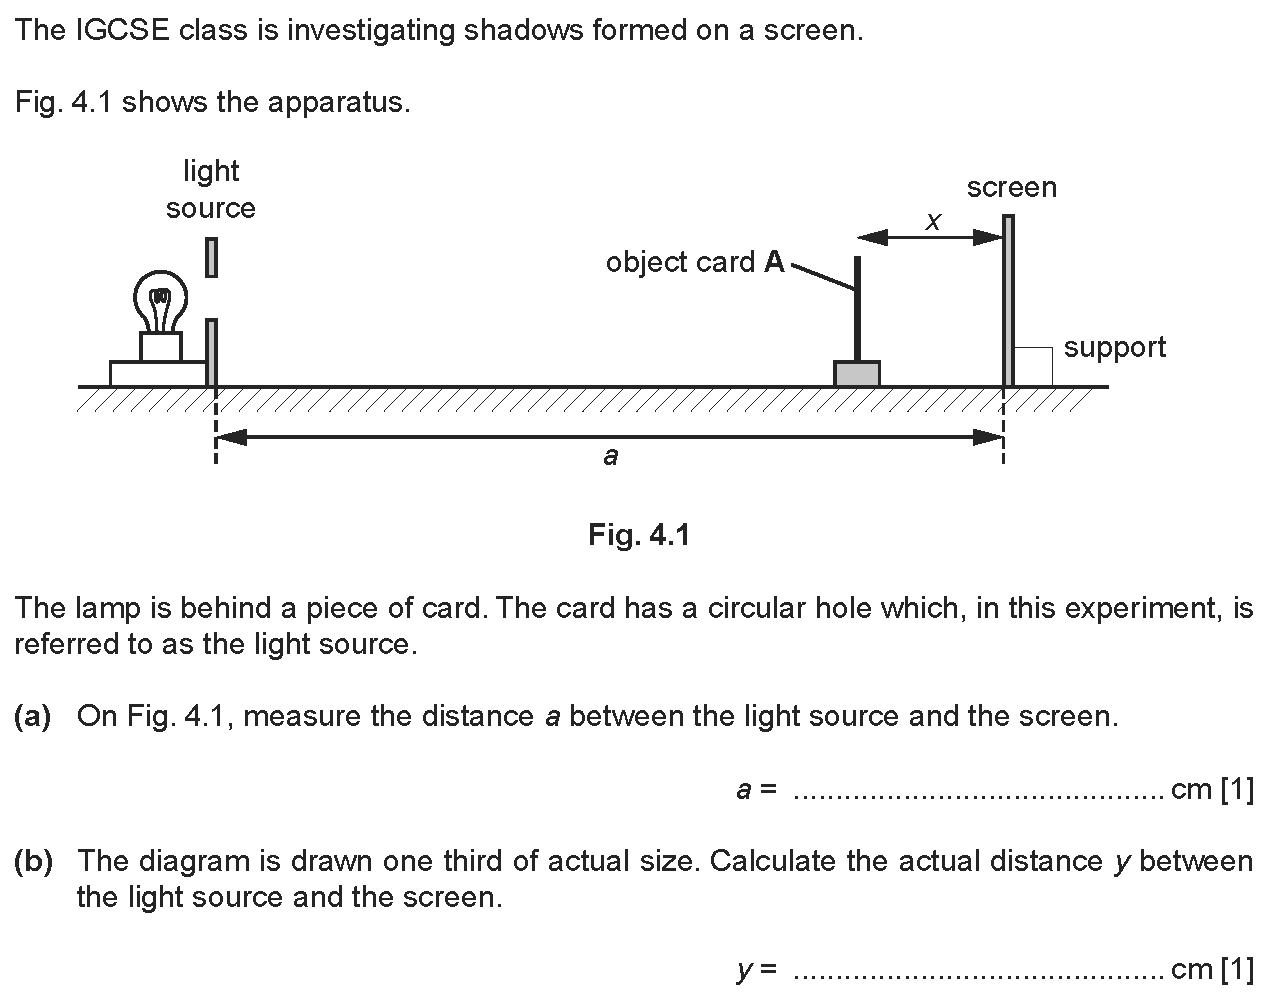 The IGCSE class is investigating shadows formed on a screen.
Fig. 4.1 shows the apparatus.
light
source
screen
x
object card A
support
a
Fig. 4.1
The lamp is behind a piece of card. The card has a circular hole which, in this experiment, is
referred to as the light source.
(a) On Fig. 4.1, measure the distance a between the light source and the screen.
a = ........................................... cm [1]
(b) The diagram is drawn one third of actual size. Calculate the actual distance y between
the light source and the screen.
y = ........................................... cm [1]